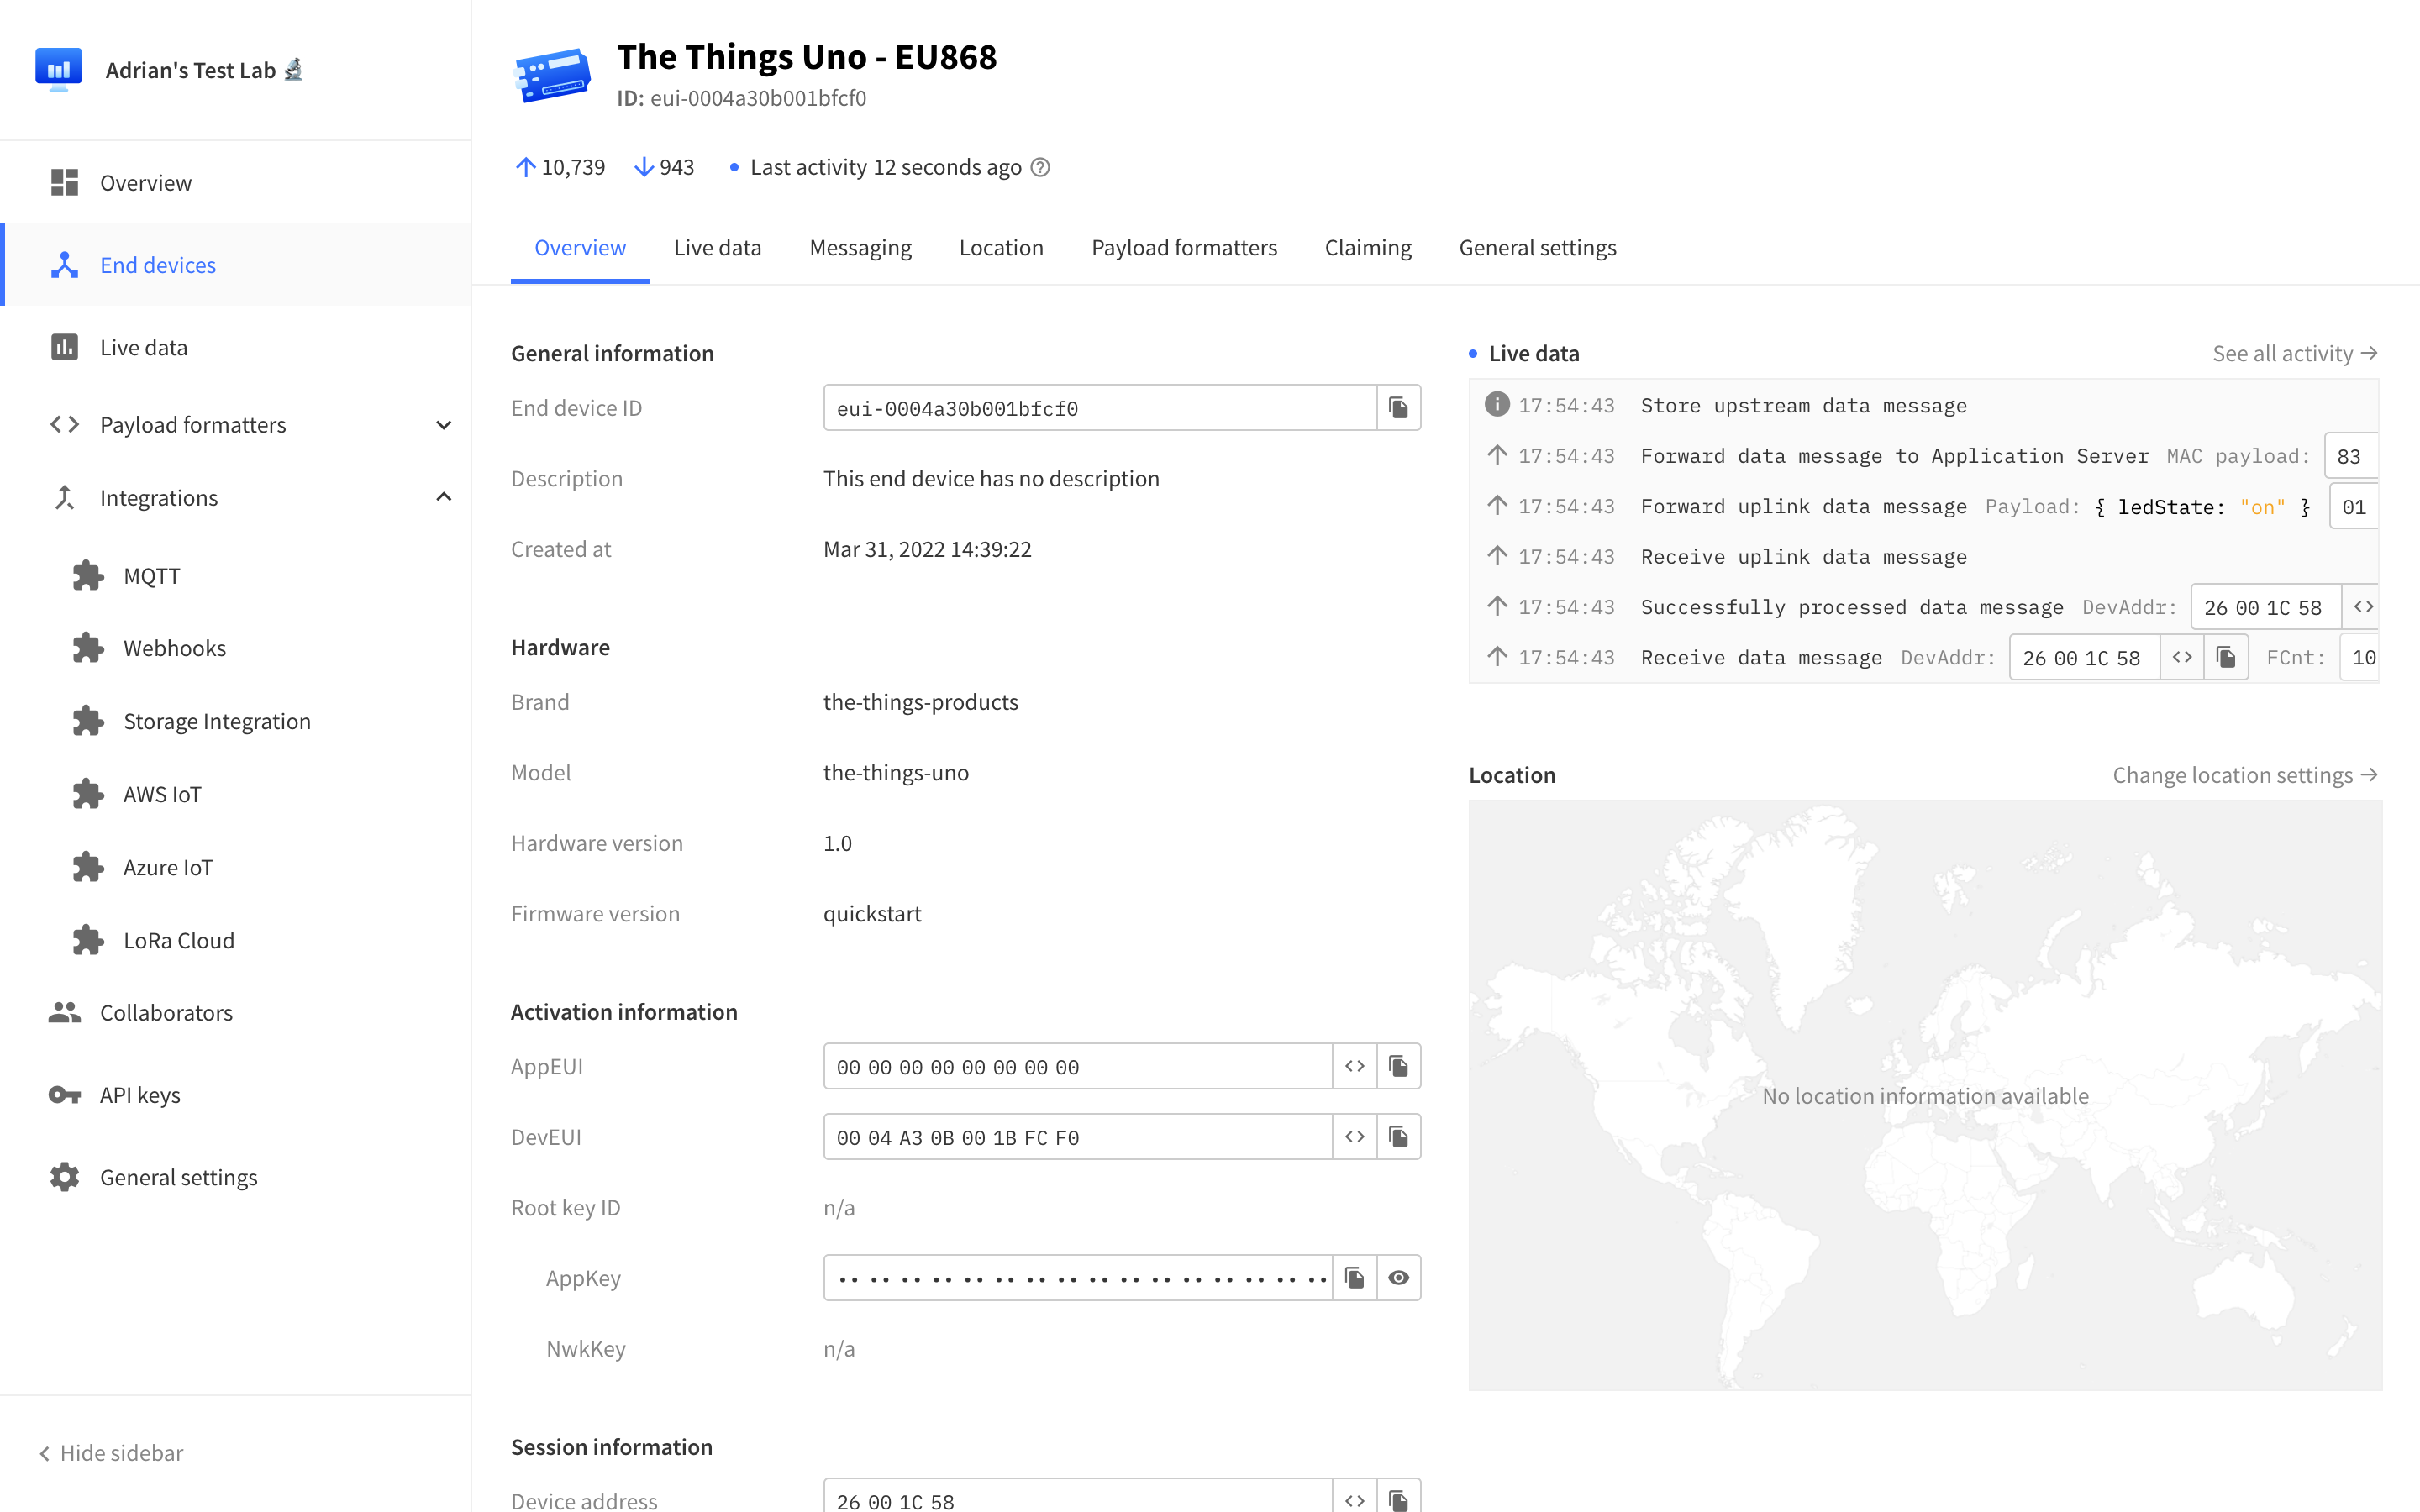 Adrian's Test Lab 🔬
Overview
End devices
Live data
Payload formatters
Integrations
MQTT
Webhooks
Storage Integration
AWS IoT
Azure IoT
LoRa Cloud
Collaborators
API keys
General settings
Hide sidebar
The Things Uno - EU868
ID: eui-0004a30b001bfcf0
10,739 943 • Last activity 12 seconds ago
Overview Live data Messaging Location Payload formatters Claiming General settings
General information
End device ID eui-0004a30b001bfcf0
Description This end device has no description
Created at Mar 31, 2022 14:39:22
Hardware
Brand the-things-products
Model the-things-uno
Hardware version 1.0
Firmware version quickstart
Activation information
AppEUI 00 00 00 00 00 00 00 00
DevEUI 00 04 A3 0B 00 1B FC F0
Root key ID n/a
AppKey •• •• •• •• •• •• •• •• •• •• •• •• •• •• •• ••
NwkKey n/a
Session information
Device address 26 00 1C 58
• Live data See all activity →
17:54:43 Store upstream data message
17:54:43 Forward data message to Application Server MAC payload: 83
17:54:43 Forward uplink data message Payload: { ledState: "on" } 01
17:54:43 Receive uplink data message
17:54:43 Successfully processed data message DevAddr: 26 00 1C 58 <>
17:54:43 Receive data message DevAddr: 26 00 1C 58 <> FCnt: 10
Location Change location settings →
No location information available